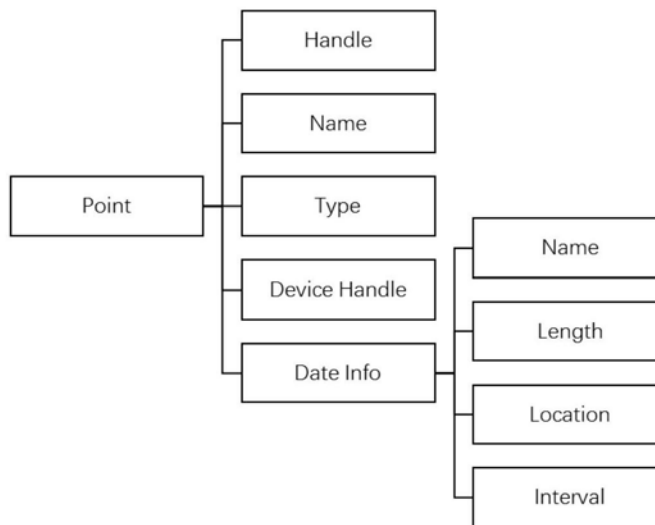 Handle
Name
Type
Point
Device Handle
Date Info
Name
Length
Location
Interval